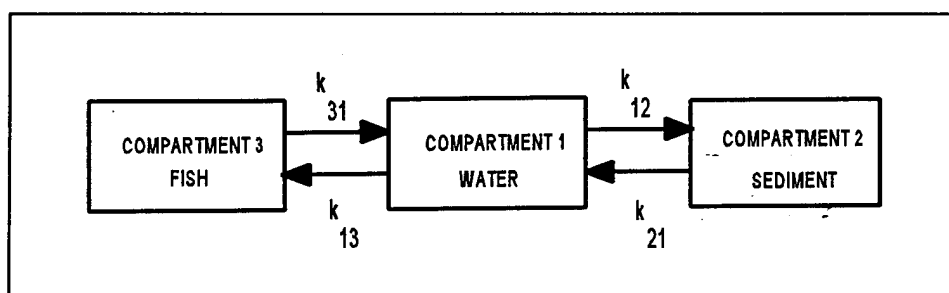 k
31
k
12
COMPARTMENT 3
FISH
COMPARTMENT 1
WATER
COMPARTMENT 2
SEDIMENT
k
13
k
21